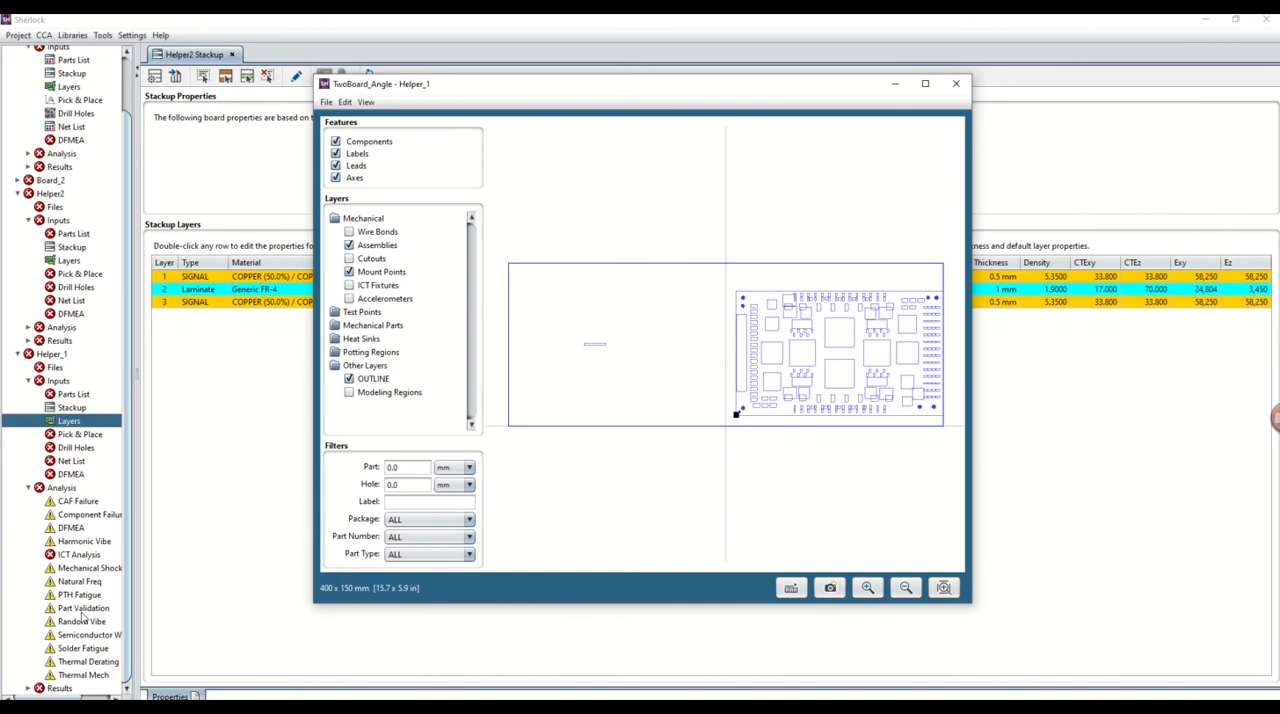 Sherlock
Project CCA Libraries Tools Settings Help
Inputs
Parts List
Stackup
Layers
Pick & Place
Drill Holes
Net List
DFMEA
Analysis
Results
Board_2
Helper2
Files
Inputs
Parts List
Stackup
Layers
Pick & Place
Drill Holes
Net List
DFMEA
Analysis
Results
Helper_1
Files
Inputs
Parts List
Stackup
Layers
Pick & Place
Drill Holes
Net List
DFMEA
Analysis
CAF Failure
Component Failur
DFMEA
Harmonic Vibe
ICT Analysis
Mechanical Shock
Natural Freq
PTH Fatigue
Part Validation
Random Vibe
Semiconductor W
Solder Fatigue
Thermal Derating
Thermal Mech
Results
Helper2 Stackup
Stackup Properties
The following board properties are based on t
Stackup Layers
Double-click any row to edit the properties fo
kness and default layer properties.
Layer Type Material Thickness Density CTExy CTEz Exy Ez
1 SIGNAL COPPER (50.0%) / COP 0.5 mm 5.3500 33.800 33.800 58,250 58,250
2 Laminate Generic FR-4 1 mm 1.9000 17.000 70.000 24,804 3,450
3 SIGNAL COPPER (50.0%) / COP 0.5 mm 5.3500 33.800 33.800 58,250 58,250
Properties
TwoBoard_Angle - Helper_1
File Edit View
Features
Components
Labels
Leads
Axes
Layers
Mechanical
Wire Bonds
Assemblies
Cutouts
Mount Points
ICT Fixtures
Accelerometers
Test Points
Mechanical Parts
Heat Sinks
Potting Regions
Other Layers
OUTLINE
Modeling Regions
Filters
Part: 0.0 mm
Hole: 0.0 mm
Label:
Package: ALL
Part Number: ALL
Part Type: ALL
400 x 150 mm [15.7 x 5.9 in]